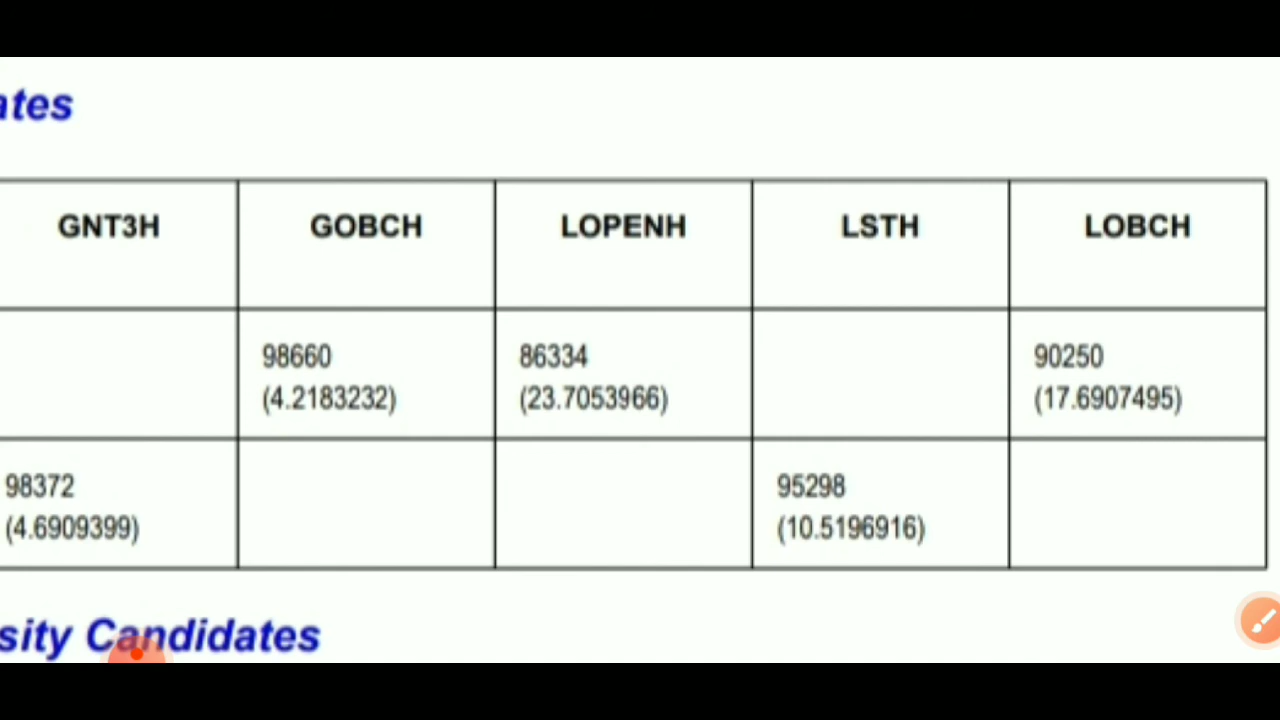 ates
GNT3H GOBCH LOPENH LSTH LOBCH
98660 86334 90250
(4.2183232) (23.7053966) (17.6907495)
98372 95298
(4.6909399) (10.5196916)
sity Candidates